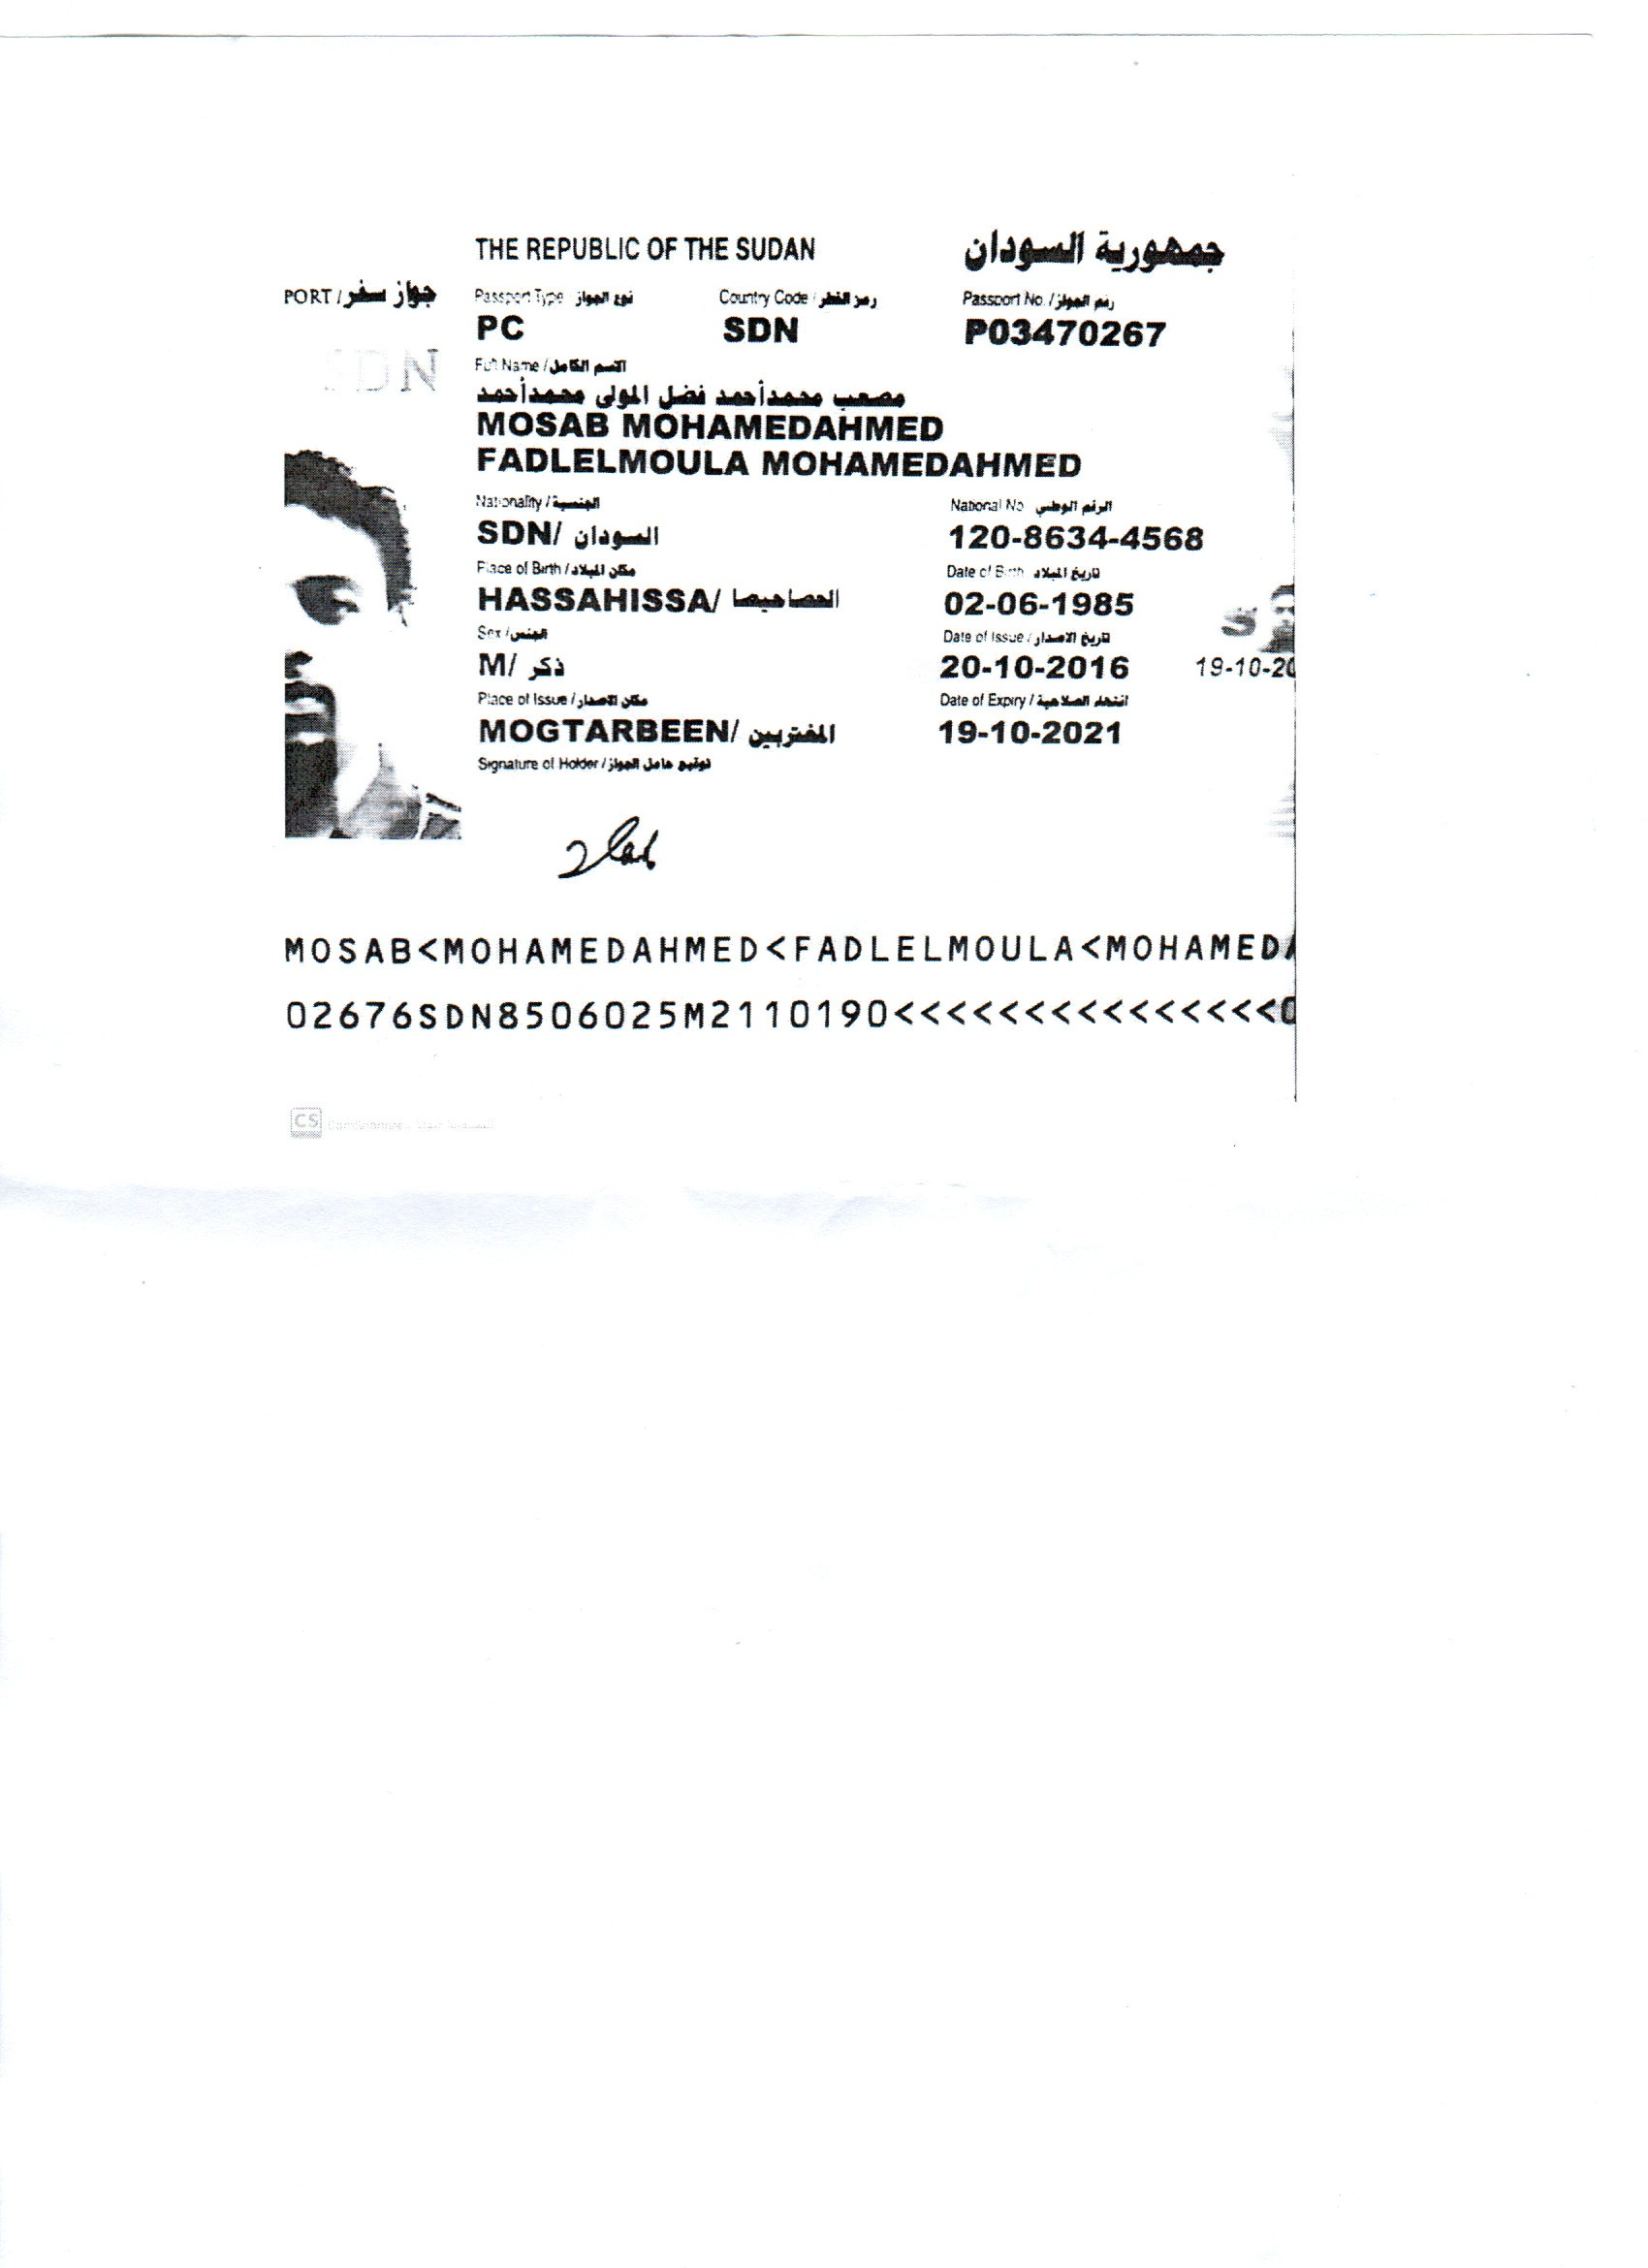 THE REPUBLIC OF THE SUDAN جمهورية السودان
PORT / جواز سفر
Passport Type نوع الجواز Country Code / رمز القطر Passport No. / رقم الجواز
PC SDN P03470267
SDN
Full Name / الاسم الكامل
مصعب محمدأحمد فضل المولى محمدأحمد
MOSAB MOHAMEDAHMED
FADLELMOULA MOHAMEDAHMED
Nationality / الجنسية National No الرقم الوطني
SDN/ السودان 120-8634-4568
Place of Birth / مكان الميلاد Date of Birth تاريخ الميلاد
HASSAHISSA/ الحصاحيصا 02-06-1985
Sex / الجنس Date of Issue / تاريخ الاصدار
M/ ذكر 20-10-2016 19-10-20
Place of Issue / مكان الاصدار Date of Expiry / انتهاء الصلاحية
MOGTARBEEN/ المغتربين 19-10-2021
Signature of Holder / توقيع حامل الجواز
MOSAB<MOHAMEDAHMED<FADLELMOULA<MOHAMEDA
02676SDN8506025M2110190<<<<<<<<<<<<<<<0
CS